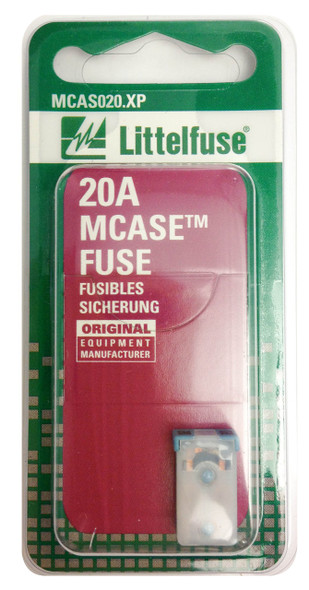 MCAS020.XP
Littelfuse®
20A
MCASE™
FUSE
FUSIBLES
SICHERUNG
ORIGINAL
EQUIPMENT
MANUFACTURER